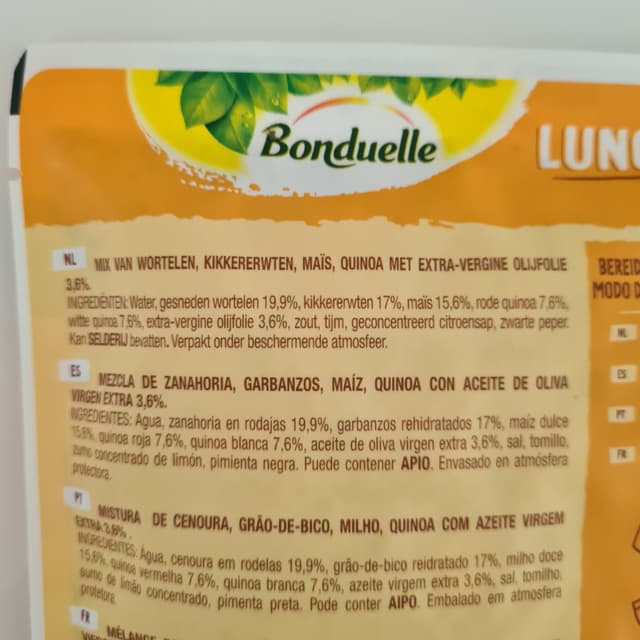 Bonduelle
LUNC
NL MIX VAN WORTELEN, KIKKERERWTEN, MAÏS, QUINOA MET EXTRA-VERGINE OLIJFOLIE
3,6%.
INGREDIËNTEN: Water, gesneden wortelen 19,9%, kikkererwten 17%, maïs 15,6%, rode quinoa 7,6%,
witte quinoa 7,6%, extra-vergine olijfolie 3,6%, zout, tijm, geconcentreerd citroensap, zwarte peper.
Kan SELDERIJ bevatten. Verpakt onder beschermende atmosfeer.
ES MEZCLA DE ZANAHORIA, GARBANZOS, MAÍZ, QUINOA CON ACEITE DE OLIVA
VIRGEN EXTRA 3,6%.
INGREDIENTES: Agua, zanahoria en rodajas 19,9%, garbanzos rehidratados 17%, maíz dulce
15,6%, quinoa roja 7,6%, quinoa blanca 7,6%, aceite de oliva virgen extra 3,6%, sal, tomillo,
zumo concentrado de limón, pimienta negra. Puede contener APIO. Envasado en atmósfera
protectora.
PT MISTURA DE CENOURA, GRÃO-DE-BICO, MILHO, QUINOA COM AZEITE VIRGEM
EXTRA 3,6%.
INGREDIENTES: Água, cenoura em rodelas 19,9%, grão-de-bico reidratado 17%, milho doce
15,6%, quinoa vermelha 7,6%, quinoa branca 7,6%, azeite virgem extra 3,6%, sal, tomilho,
sumo de limão concentrado, pimenta preta. Pode conter AIPO. Embalado em atmosfera
protetora.
FR MÉLANGE
BEREID
MODO D
NL
ES
PT
FR